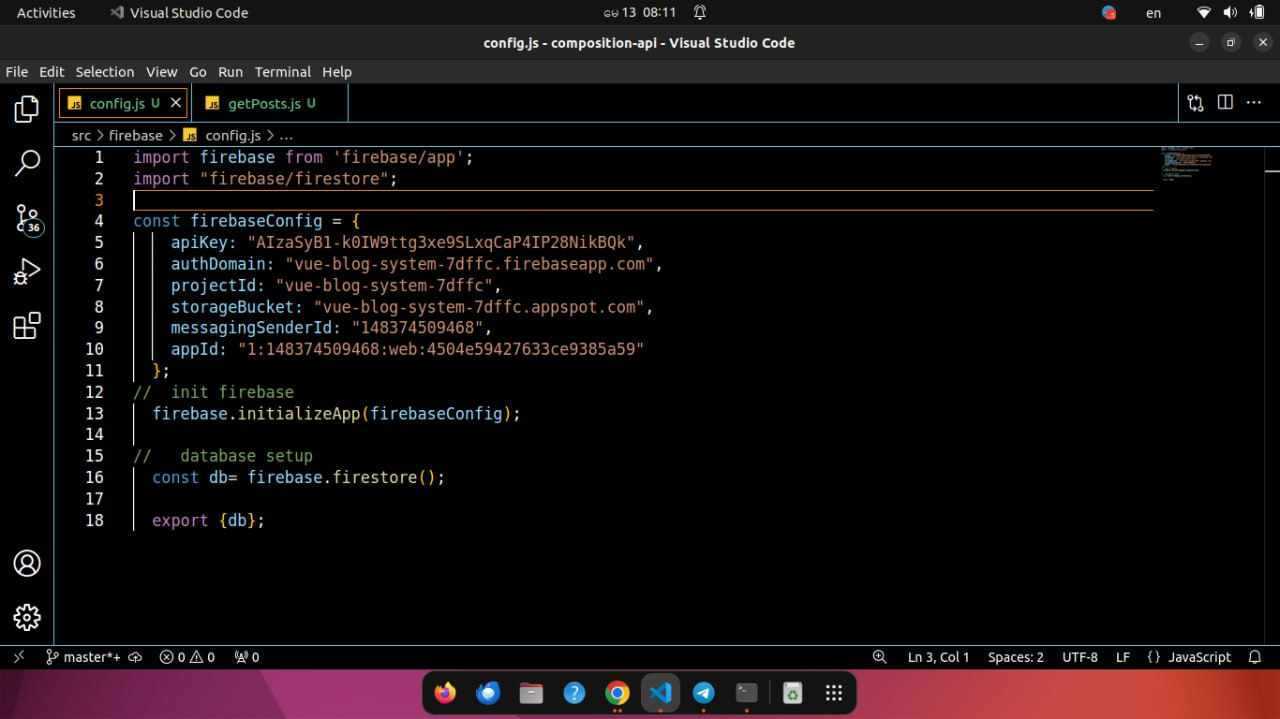 Activities Visual Studio Code မေ 13 08:11 en
config.js - composition-api - Visual Studio Code
File Edit Selection View Go Run Terminal Help
JS config.js U JS getPosts.js U
src > firebase > JS config.js > ...
1 import firebase from 'firebase/app';
2 import "firebase/firestore";
3
4 const firebaseConfig = {
5 apiKey: "AIzaSyB1-k0IW9ttg3xe9SLxqCaP4IP28NikBQk",
6 authDomain: "vue-blog-system-7dffc.firebaseapp.com",
7 projectId: "vue-blog-system-7dffc",
8 storageBucket: "vue-blog-system-7dffc.appspot.com",
9 messagingSenderId: "148374509468",
10 appId: "1:148374509468:web:4504e59427633ce9385a59"
11 };
12 // init firebase
13 firebase.initializeApp(firebaseConfig);
14
15 // database setup
16 const db= firebase.firestore();
17
18 export {db};
36
master*+ 0 0 0 Ln 3, Col 1 Spaces: 2 UTF-8 LF {} JavaScript